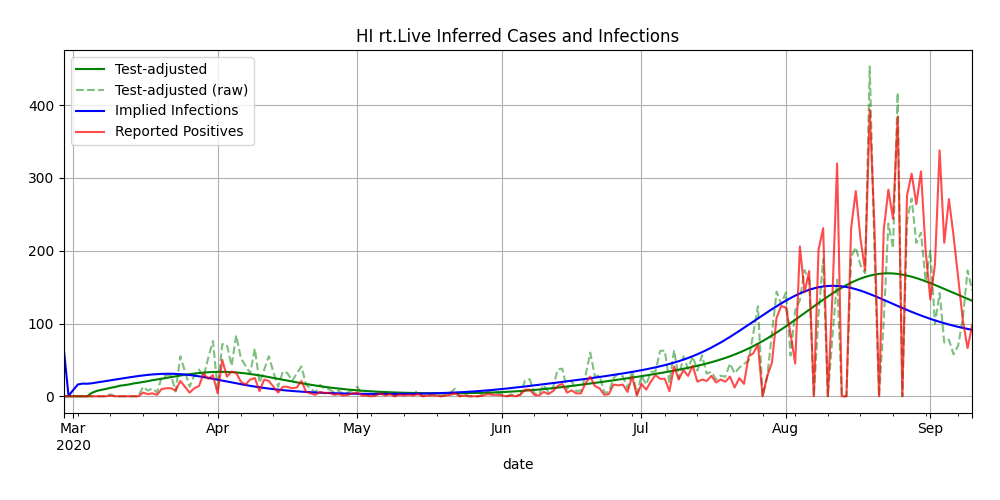 HI rt.Live Inferred Cases and Infections
Test-adjusted
Test-adjusted (raw)
Implied Infections
Reported Positives
400
300
200
100
0
Mar Apr May Jun Jul Aug Sep
2020
date